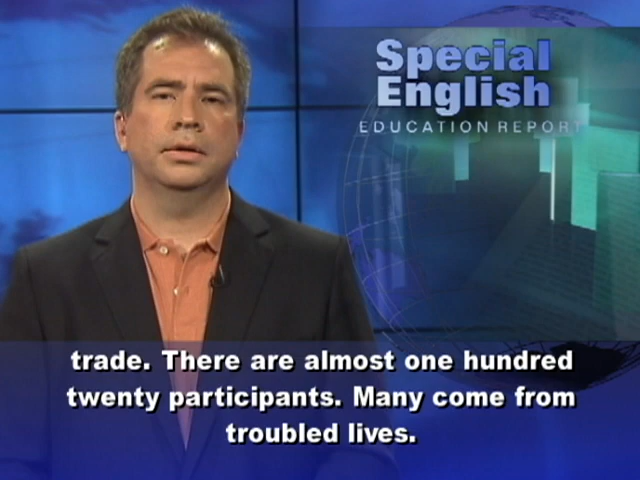 Special
English
EDUCATION REPORT
trade. There are almost one hundred
twenty participants. Many come from
troubled lives.